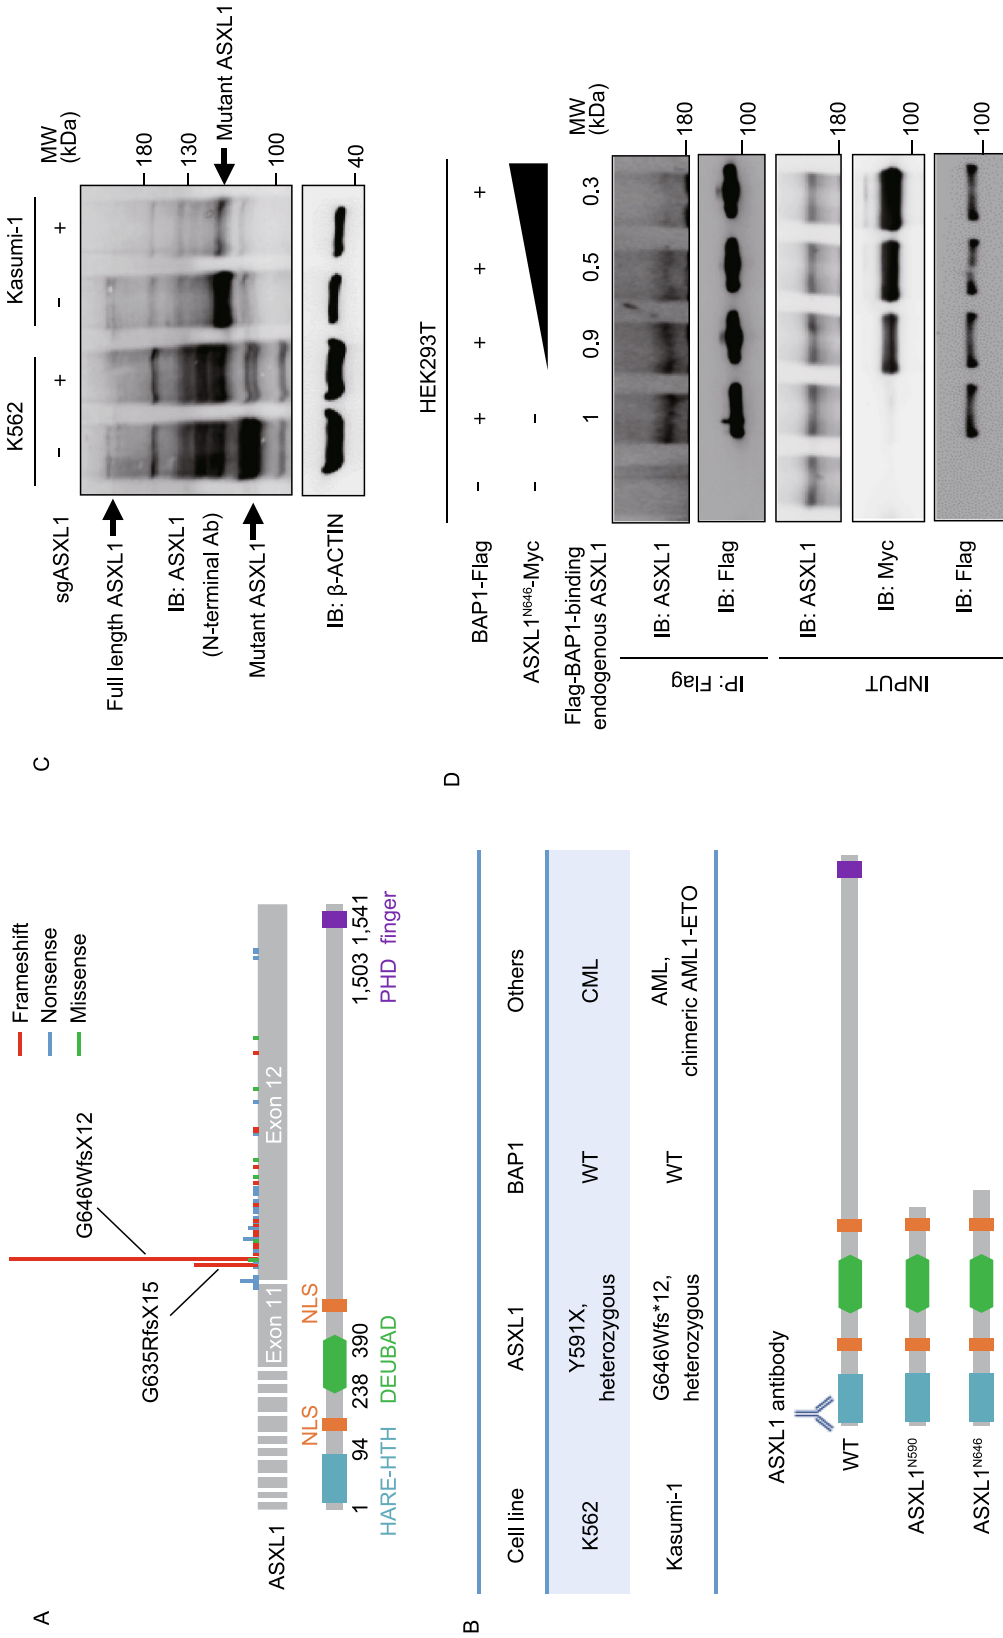 A
Frameshift
Nonsense
Missense
G646WfsX12
G635RfsX15
ASXL1
Exon 11
Exon 12
NLS
NLS
1
94
238
390
1,503
1,541
HARE-HTH
DEUBAD
PHD finger
B
Cell line
ASXL1
BAP1
Others
K562
Y591X,
heterozygous
WT
CML
Kasumi-1
G646Wfs*12,
heterozygous
WT
AML,
chimeric AML1-ETO
ASXL1 antibody
WT
ASXL1N590
ASXL1N646
C
K562
Kasumi-1
MW
(kDa)
sgASXL1
–
+
–
+
Full length ASXL1
180
IB: ASXL1
130
(N-terminal Ab)
Mutant ASXL1
Mutant ASXL1
100
IB: β-ACTIN
40
D
HEK293T
BAP1-Flag
-
+
+
+
+
ASXL1N646-Myc
-
-
Flag-BAP1-binding
endogenous ASXL1
1
0.9
0.5
0.3
MW
(kDa)
IP: Flag
IB: ASXL1
180
IB: Flag
100
INPUT
IB: ASXL1
180
IB: Myc
100
IB: Flag
100